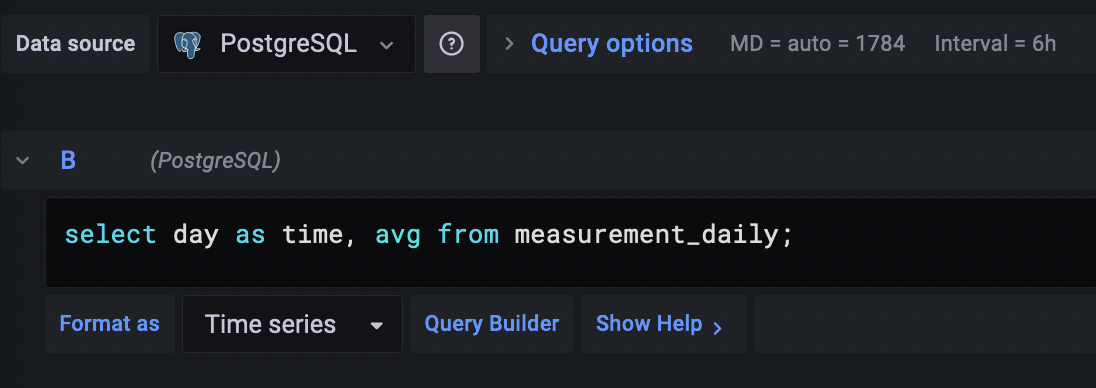 Data source PostgreSQL ? Query options MD = auto = 1784 Interval = 6h
B (PostgreSQL)
select day as time, avg from measurement_daily;
Format as Time series Query Builder Show Help